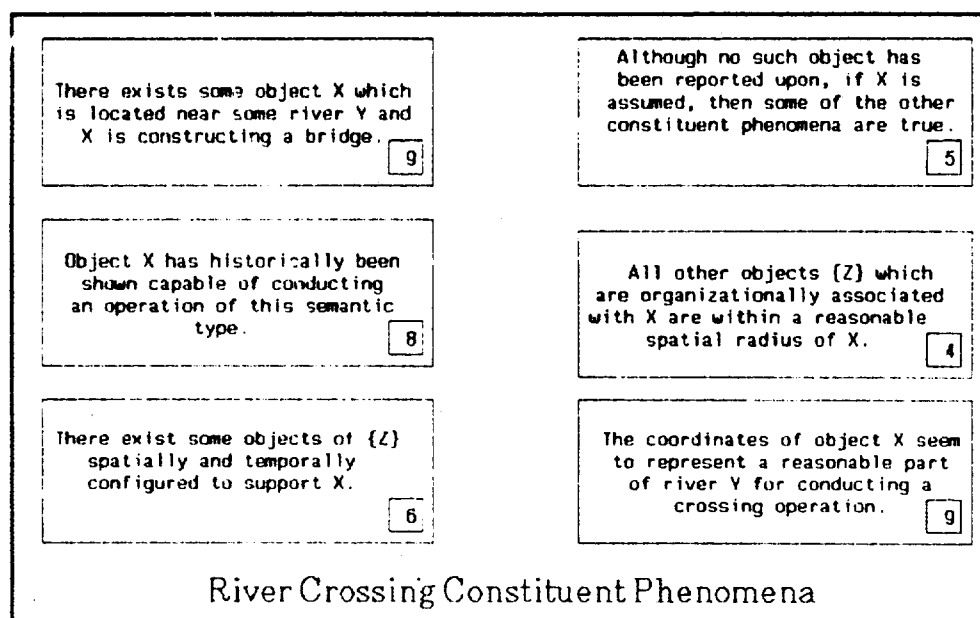 There exists some object X which
is located near some river Y and
X is constructing a bridge.
9
Although no such object has
been reported upon, if X is
assumed, then some of the other
constituent phenomena are true.
5
Object X has historically been
shown capable of conducting
an operation of this semantic
type.
8
All other objects {Z} which
are organizationally associated
with X are within a reasonable
spatial radius of X.
4
There exist some objects of {Z}
spatially and temporally
configured to support X.
6
The coordinates of object X seem
to represent a reasonable part
of river Y for conducting a
crossing operation.
9
River Crossing Constituent Phenomena